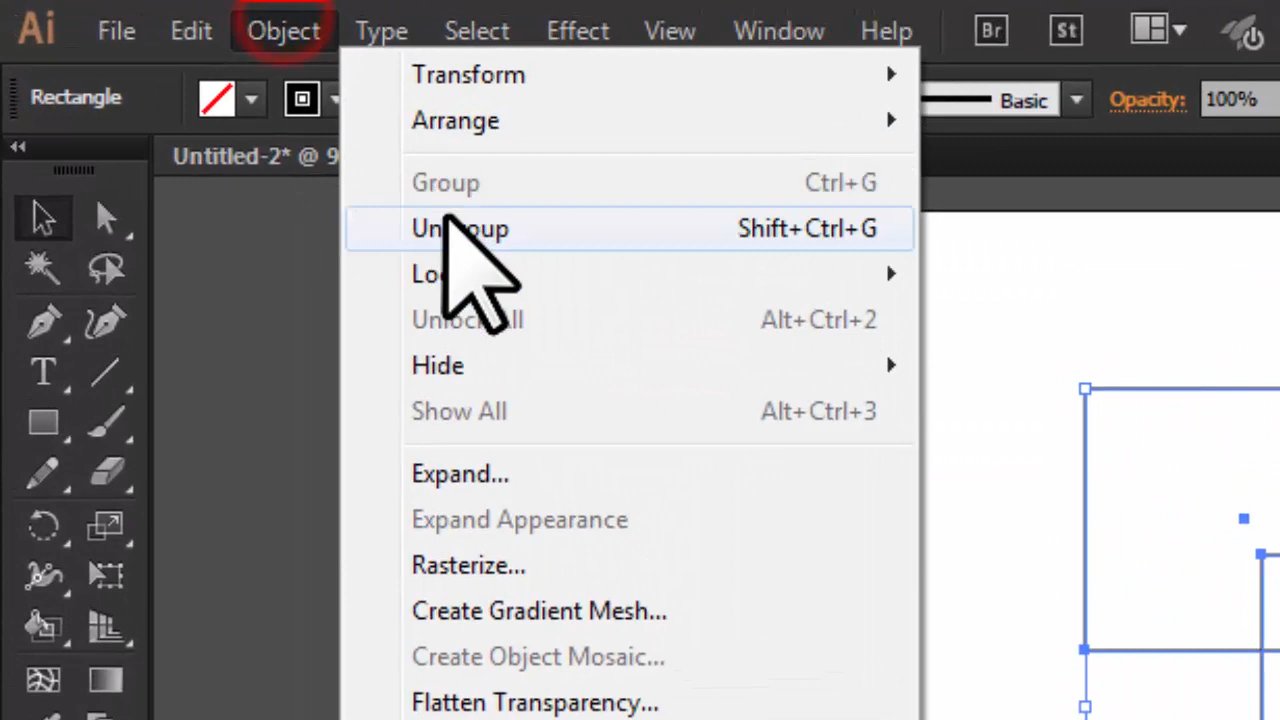 Ai File Edit Object Type Select Effect View Window Help Br St
Rectangle Basic Opacity: 100%
Untitled-2* @ 9
Transform
Arrange
Group Ctrl+G
Shift+Ctrl+G
Alt+Ctrl+2
Hide
Show All Alt+Ctrl+3
Expand...
Expand Appearance
Rasterize...
Create Gradient Mesh...
Create Object Mosaic...
Flatten Transparency...